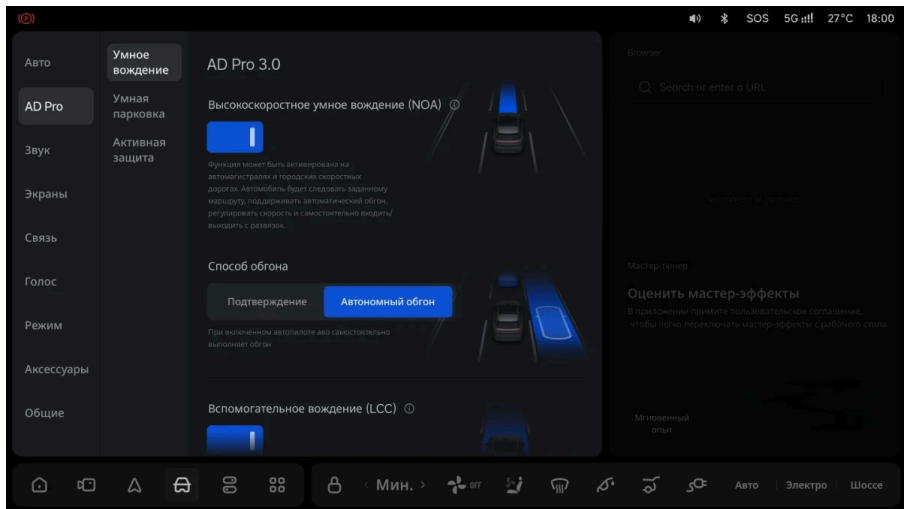 SOS 5G 27°C 18:00
Авто
AD Pro
Звук
Экраны
Связь
Голос
Режим
Аксессуары
Общие
Умное
вождение
Умная
парковка
Активная
защита
AD Pro 3.0
Высокоскоростное умное вождение (NOA)
Функция может быть активирована на
автомагистралях и городских скоростных
дорогах. Автомобиль будет следовать заданному
маршруту, поддерживать автоматический обгон,
регулировать скорость и самостоятельно входить/
выходить с развязок.
Способ обгона
Подтверждение Автономный обгон
При включенном автопилоте аво самостоятельно
выполняет обгон
Вспомогательное вождение (LCC)
Browser
Search or enter a URL
Мастер-тюнер
Оценить мастер-эффекты
В приложении примите пользовательское соглашение,
чтобы легко переключать мастер-эффекты с рабочего стола
Мгновенный
опыт
Мин. OFF Авто Электро Шоссе